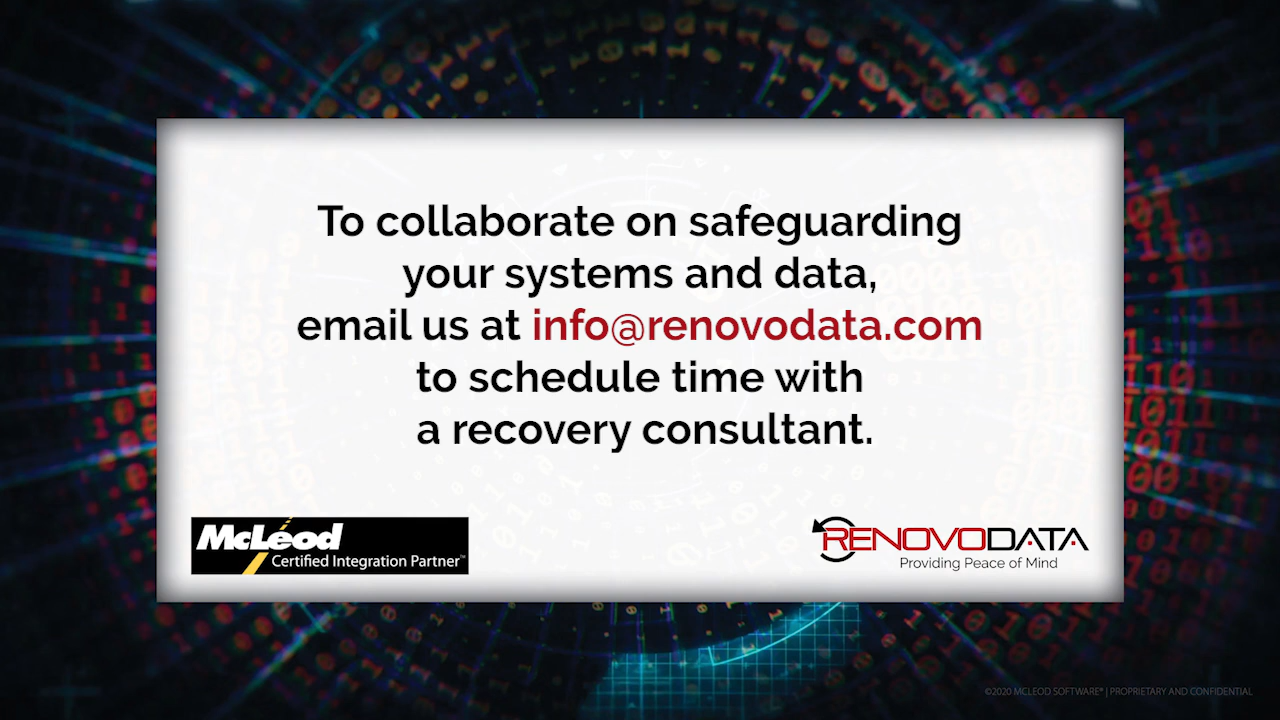 To collaborate on safeguarding
your systems and data,
email us at info@renovodata.com
to schedule time with
a recovery consultant.
McLeod
Certified Integration Partner™
RENOVODATA
Providing Peace of Mind
©2020 MCLEOD SOFTWARE® | PROPRIETARY AND CONFIDENTIAL